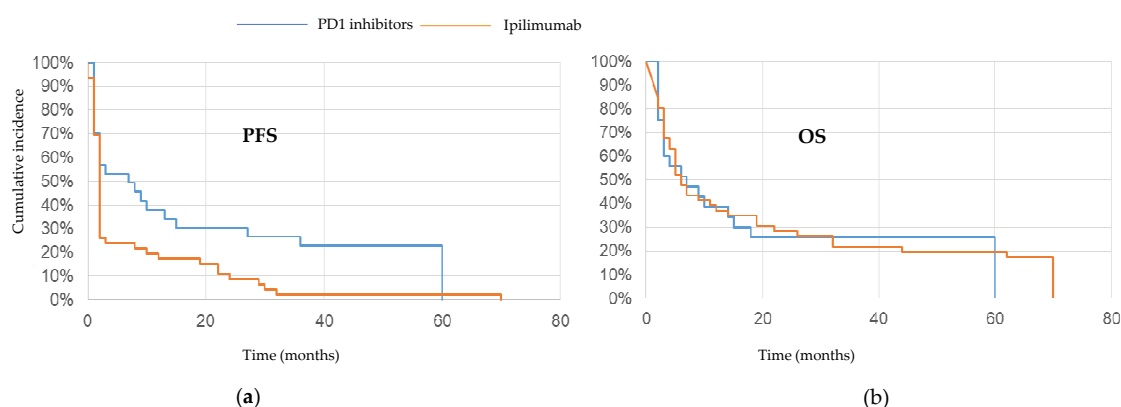 PD1 inhibitors Ipilimumab
Cumulative incidence
100%
90%
80%
70%
60%
50%
40%
30%
20%
10%
0%
PFS
0 20 40 60 80
Time (months)
(a)
100%
90%
80%
70%
60%
50%
40%
30%
20%
10%
0%
OS
0 20 40 60 80
Time (months)
(b)